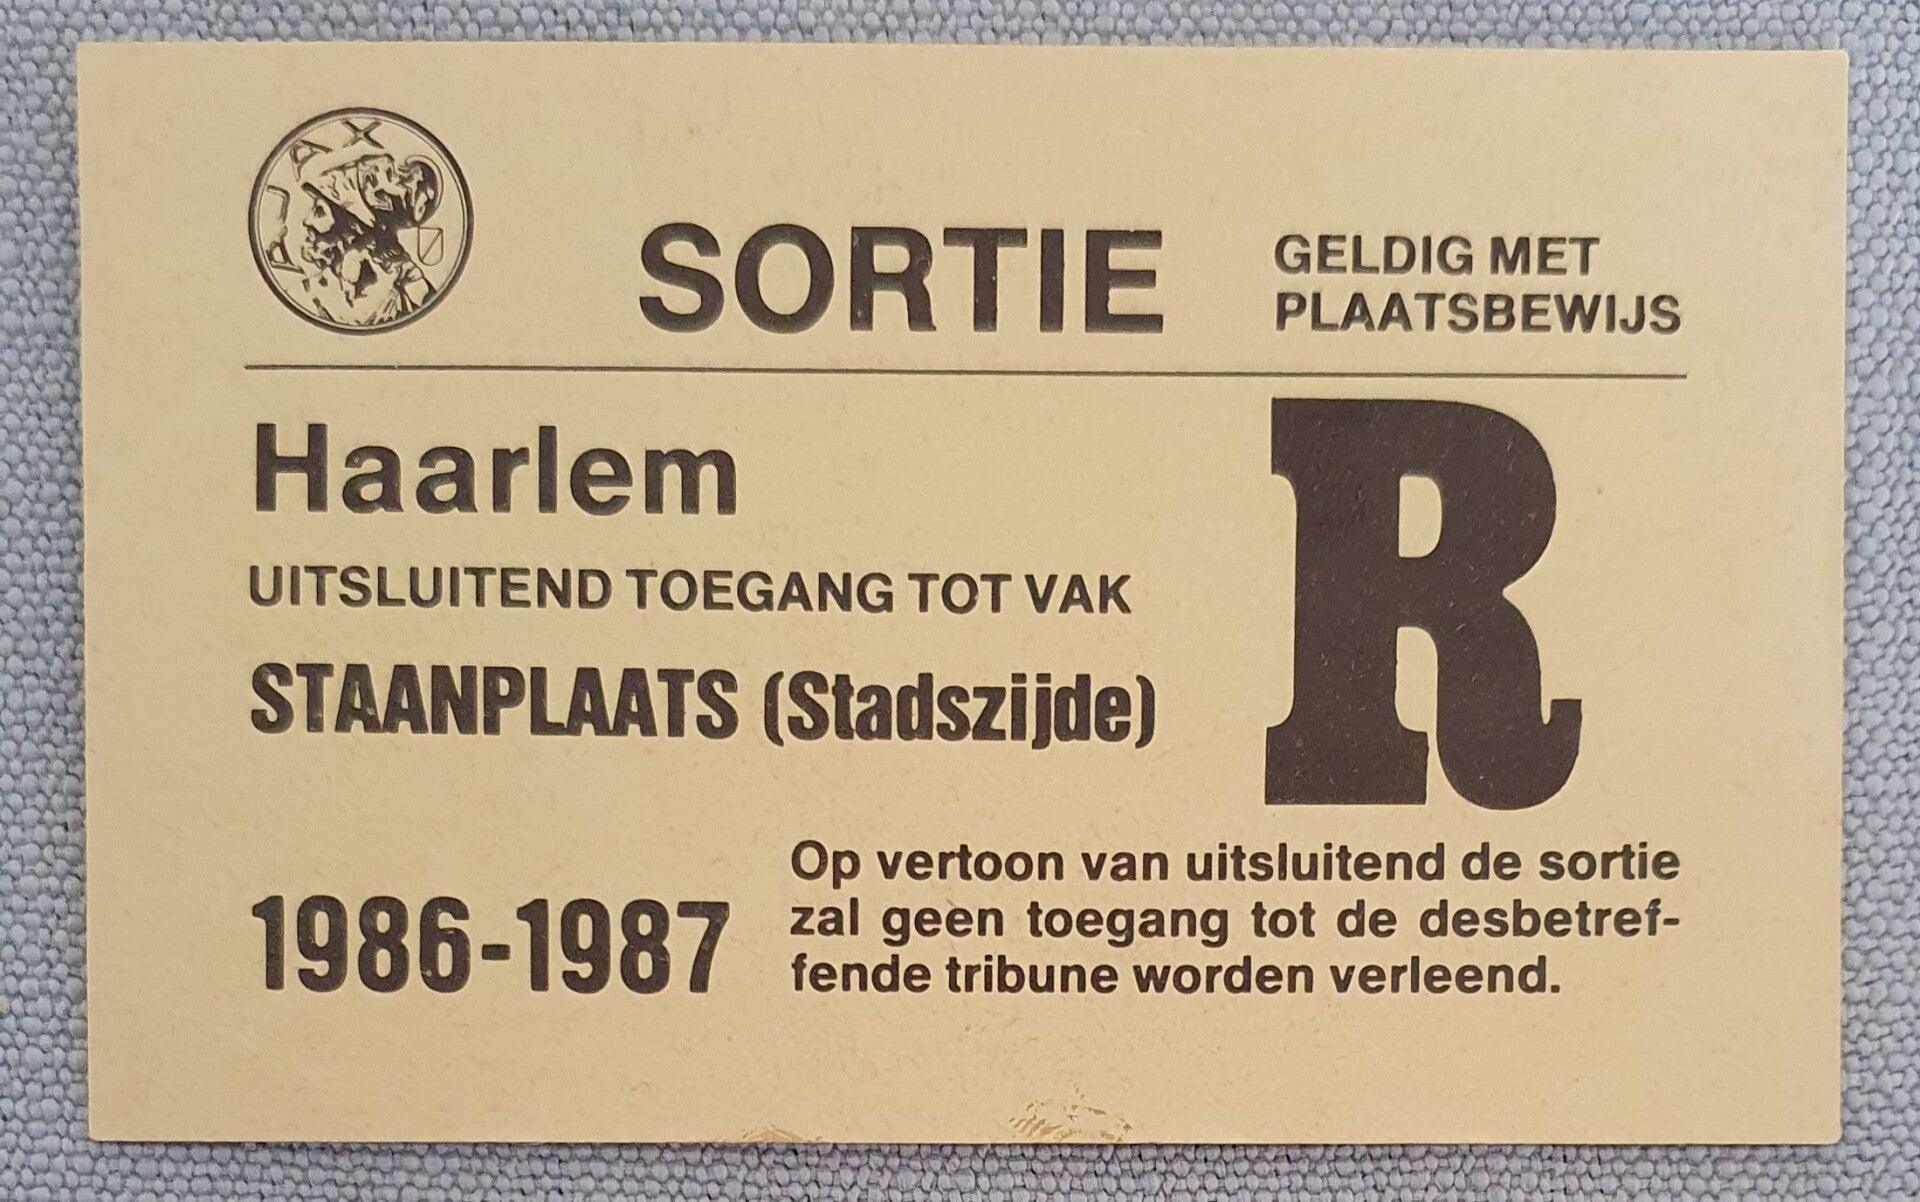 AJAX
SORTIE
GELDIG MET
PLAATSBEWIJS
Haarlem
R
UITSLUITEND TOEGANG TOT VAK
STAANPLAATS (Stadszijde)
1986-1987
Op vertoon van uitsluitend de sortie
zal geen toegang tot de desbetref-
fende tribune worden verleend.